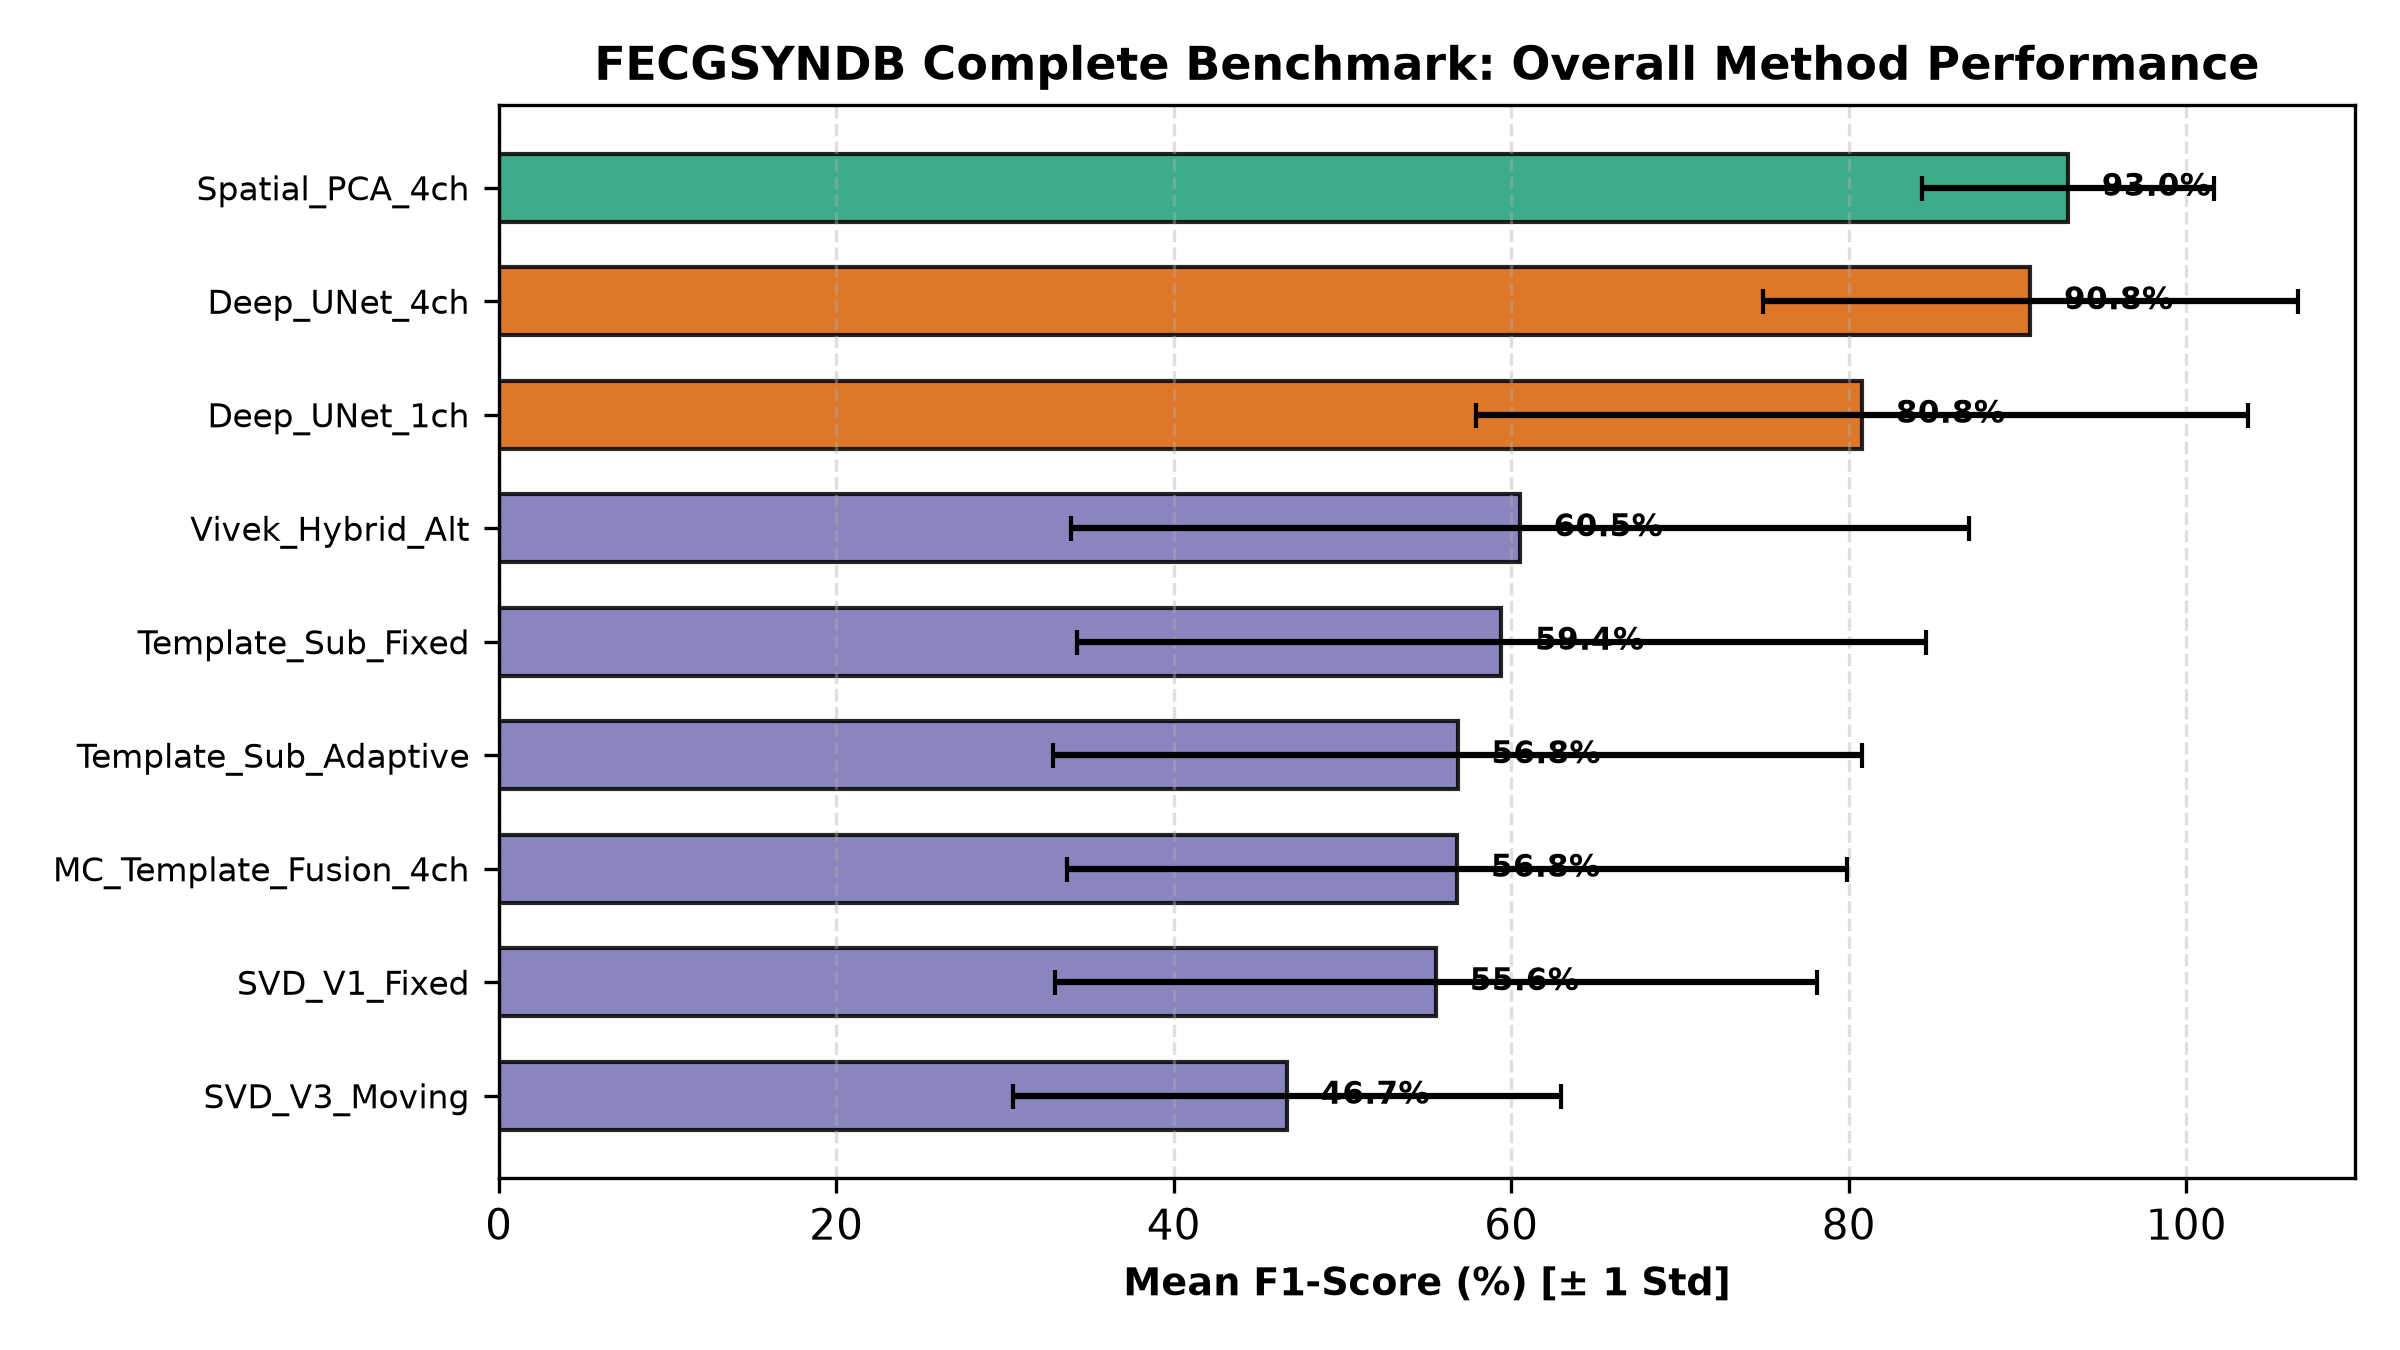 FECGSYNDB Complete Benchmark: Overall Method Performance
Spatial_PCA_4ch 93.0%
Deep_UNet_4ch 90.8%
Deep_UNet_1ch 80.8%
Vivek_Hybrid_Alt 60.5%
Template_Sub_Fixed 59.4%
Template_Sub_Adaptive 56.8%
MC_Template_Fusion_4ch 56.8%
SVD_V1_Fixed 55.6%
SVD_V3_Moving 46.7%
0 20 40 60 80 100
Mean F1-Score (%) [± 1 Std]